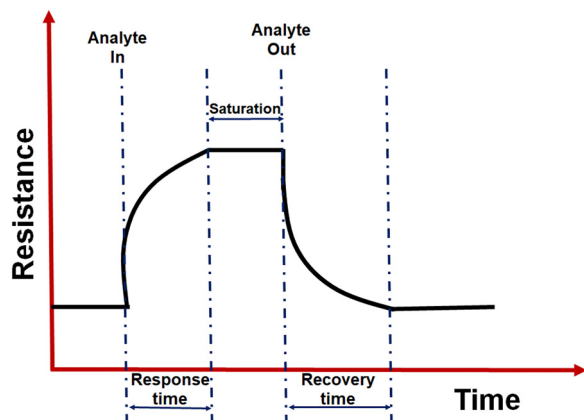 Analyte
In
Analyte
Out
Saturation
Resistance
Response
time
Recovery
time
Time